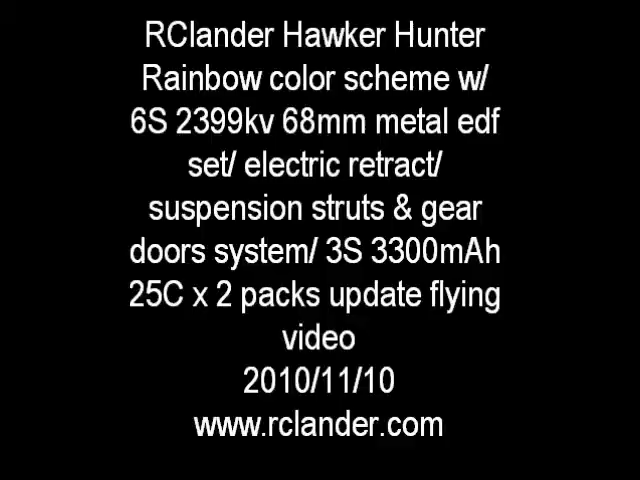 RClander Hawker Hunter
Rainbow color scheme w/
6S 2399kv 68mm metal edf
set/ electric retract/
suspension struts & gear
doors system/ 3S 3300mAh
25C x 2 packs update flying
video
2010/11/10
www.rclander.com